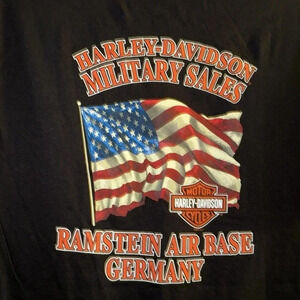 HARLEY-DAVIDSON
MILITARY SALES
MOTOR
HARLEY-DAVIDSON
CYCLES
RAMSTEIN AIR BASE
GERMANY